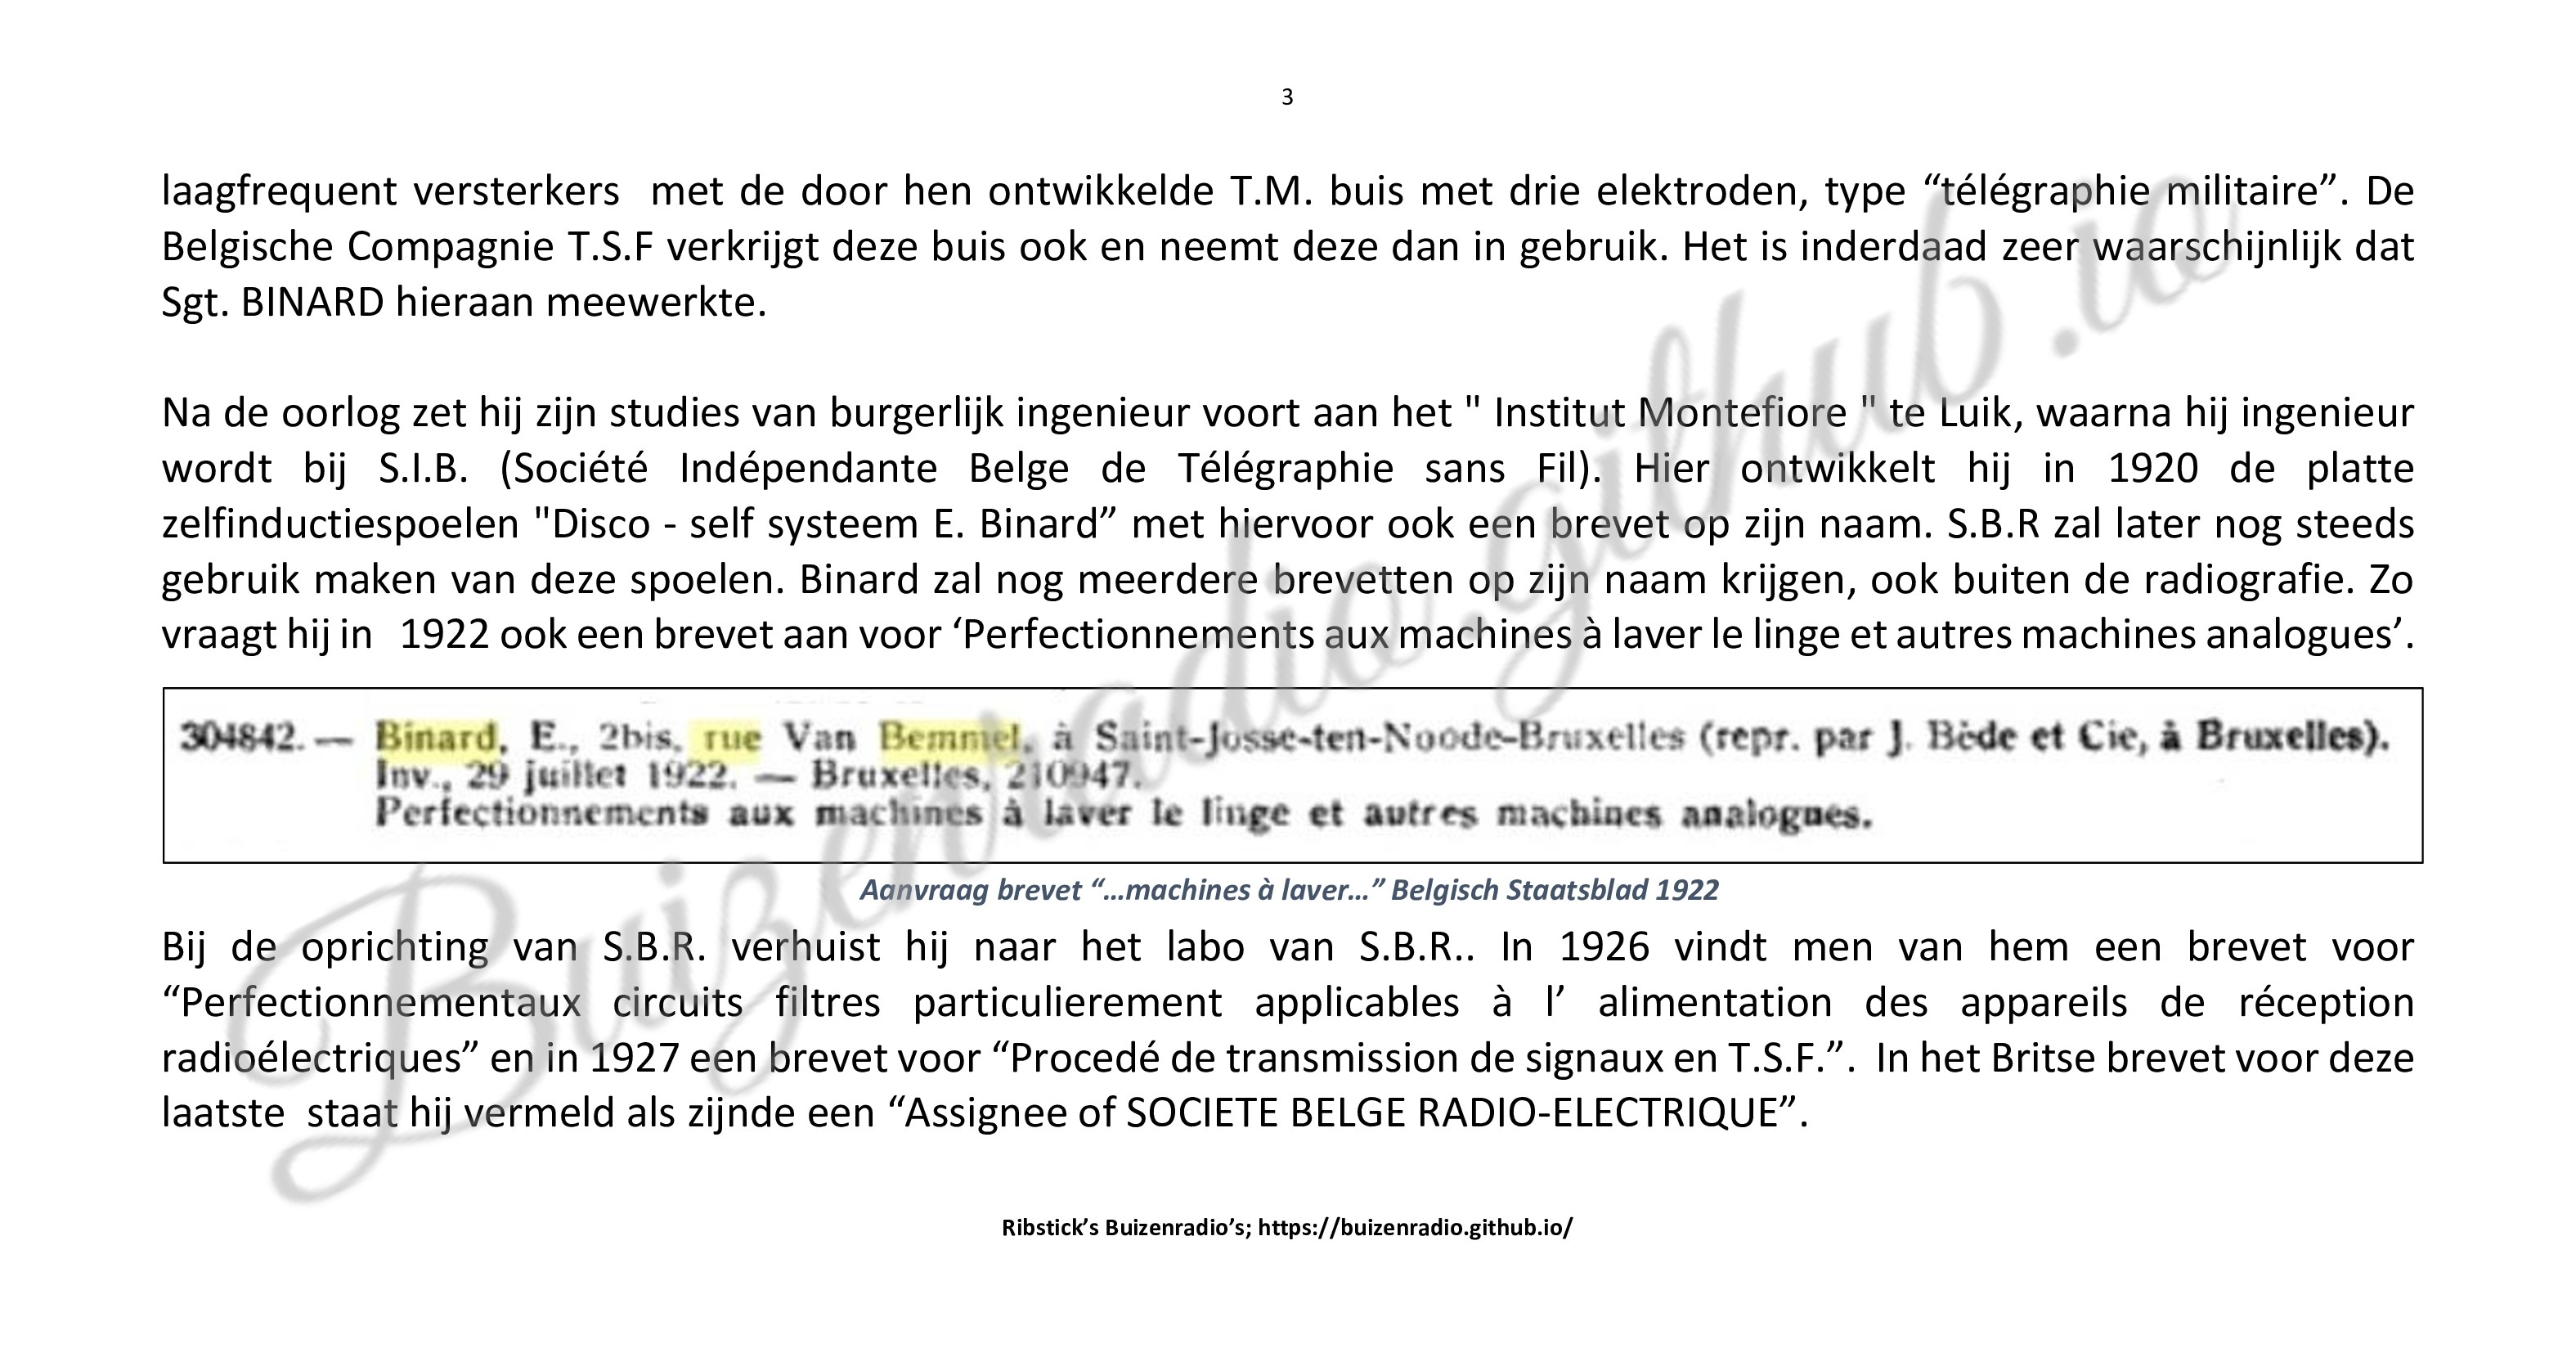 3
laagfrequent versterkers  met de door hen ontwikkelde T.M. buis met drie elektroden, type “télégraphie militaire”. De
Belgische Compagnie T.S.F verkrijgt deze buis ook en neemt deze dan in gebruik. Het is inderdaad zeer waarschijnlijk dat
Sgt. BINARD hieraan meewerkte.
Na de oorlog zet hij zijn studies van burgerlijk ingenieur voort aan het " Institut Montefiore " te Luik, waarna hij ingenieur
wordt bij S.I.B. (Société Indépendante Belge de Télégraphie sans Fil). Hier ontwikkelt hij in 1920 de platte
zelfinductiespoelen "Disco - self systeem E. Binard” met hiervoor ook een brevet op zijn naam. S.B.R zal later nog steeds
gebruik maken van deze spoelen. Binard zal nog meerdere brevetten op zijn naam krijgen, ook buiten de radiografie. Zo
vraagt hij in  1922 ook een brevet aan voor ‘Perfectionnements aux machines à laver le linge et autres machines analogues’.
304842. — Binard, E., 2bis, rue Van Bemmel, à Saint-Josse-ten-Noode-Bruxelles (repr. par J. Bède et Cie, à Bruxelles).
Inv., 29 juillet 1922. — Bruxelles, 210947.
Perfectionnements aux machines à laver le linge et autres machines analogues.
Aanvraag brevet “…machines à laver…” Belgisch Staatsblad 1922
Bij de oprichting van S.B.R. verhuist hij naar het labo van S.B.R.. In 1926 vindt men van hem een brevet voor
“Perfectionnementaux circuits filtres particulierement applicables à l’ alimentation des appareils de réception
radioélectriques” en in 1927 een brevet voor “Procedé de transmission de signaux en T.S.F.”.  In het Britse brevet voor deze
laatste  staat hij vermeld als zijnde een “Assignee of SOCIETE BELGE RADIO-ELECTRIQUE”.
Ribstick’s Buizenradio’s; https://buizenradio.github.io/
Buizenradio.github.io